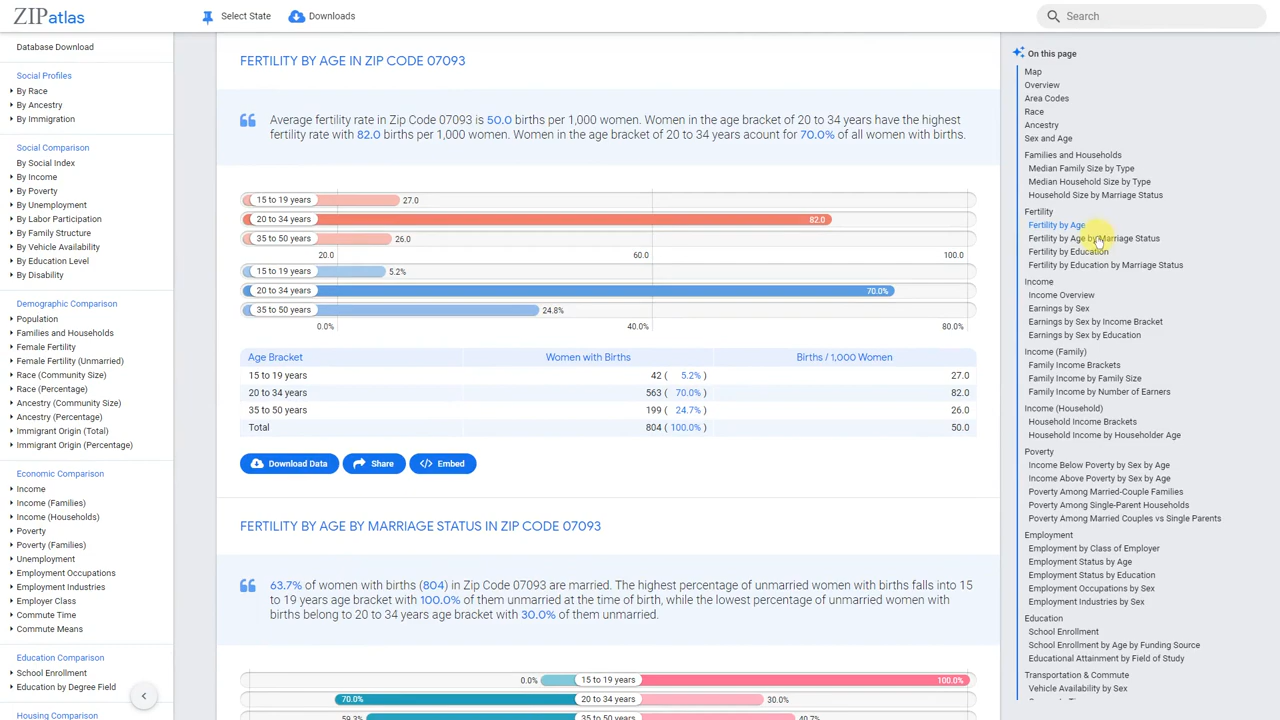 ZIPatlas
Select State
Downloads
Search
Database Download
Social Profiles
By Race
By Ancestry
By Immigration
Social Comparison
By Social Index
By Income
By Poverty
By Unemployment
By Labor Participation
By Family Structure
By Vehicle Availability
By Education Level
By Disability
Demographic Comparison
Population
Families and Households
Female Fertility
Female Fertility (Unmarried)
Race (Community Size)
Race (Percentage)
Ancestry (Community Size)
Ancestry (Percentage)
Immigrant Origin (Total)
Immigrant Origin (Percentage)
Economic Comparison
Income
Income (Families)
Income (Households)
Poverty
Poverty (Families)
Unemployment
Employment Occupations
Employment Industries
Employer Class
Commute Time
Commute Means
Education Comparison
School Enrollment
Education by Degree Field
Housing Comparison
FERTILITY BY AGE IN ZIP CODE 07093
Average fertility rate in Zip Code 07093 is 50.0 births per 1,000 women. Women in the age bracket of 20 to 34 years have the highest
fertility rate with 82.0 births per 1,000 women. Women in the age bracket of 20 to 34 years acount for 70.0% of all women with births.
15 to 19 years 27.0
20 to 34 years 82.0
35 to 50 years 26.0
20.0 60.0 100.0
15 to 19 years 5.2%
20 to 34 years 70.0%
35 to 50 years 24.8%
0.0% 40.0% 80.0%
Age Bracket Women with Births Births / 1,000 Women
15 to 19 years 42 ( 5.2% ) 27.0
20 to 34 years 563 ( 70.0% ) 82.0
35 to 50 years 199 ( 24.7% ) 26.0
Total 804 ( 100.0% ) 50.0
Download Data Share Embed
FERTILITY BY AGE BY MARRIAGE STATUS IN ZIP CODE 07093
63.7% of women with births (804) in Zip Code 07093 are married. The highest percentage of unmarried women with births falls into 15
to 19 years age bracket with 100.0% of them unmarried at the time of birth, while the lowest percentage of unmarried women with
births belong to 20 to 34 years age bracket with 30.0% of them unmarried.
0.0% 15 to 19 years 100.0%
70.0% 20 to 34 years 30.0%
59.3% 35 to 50 years 40.7%
On this page
Map
Overview
Area Codes
Race
Ancestry
Sex and Age
Families and Households
Median Family Size by Type
Median Household Size by Type
Household Size by Marriage Status
Fertility
Fertility by Age
Fertility by Age by Marriage Status
Fertility by Education
Fertility by Education by Marriage Status
Income
Income Overview
Earnings by Sex
Earnings by Sex by Income Bracket
Earnings by Sex by Education
Income (Family)
Family Income Brackets
Family Income by Family Size
Family Income by Number of Earners
Income (Household)
Household Income Brackets
Household Income by Householder Age
Poverty
Income Below Poverty by Sex by Age
Income Above Poverty by Sex by Age
Poverty Among Married-Couple Families
Poverty Among Single-Parent Households
Poverty Among Married Couples vs Single Parents
Employment
Employment by Class of Employer
Employment Status by Age
Employment Status by Education
Employment Occupations by Sex
Employment Industries by Sex
Education
School Enrollment
School Enrollment by Age by Funding Source
Educational Attainment by Field of Study
Transportation & Commute
Vehicle Availability by Sex